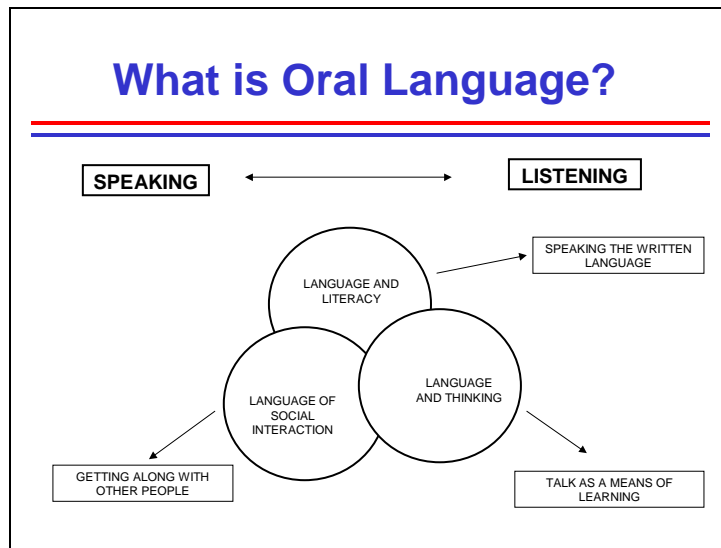 What is Oral Language?
SPEAKING
LISTENING
SPEAKING THE WRITTEN
LANGUAGE
LANGUAGE AND
LITERACY
LANGUAGE
AND THINKING
LANGUAGE OF
SOCIAL
INTERACTION
GETTING ALONG WITH
OTHER PEOPLE
TALK AS A MEANS OF
LEARNING